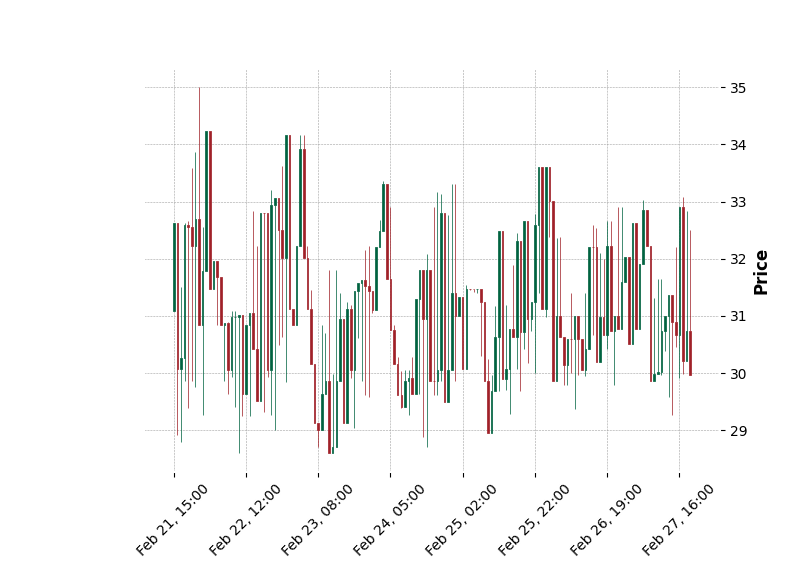 35
34
33
32
31
30
29
Price
Feb 21, 15:00
Feb 22, 12:00
Feb 23, 08:00
Feb 24, 05:00
Feb 25, 02:00
Feb 25, 22:00
Feb 26, 19:00
Feb 27, 16:00